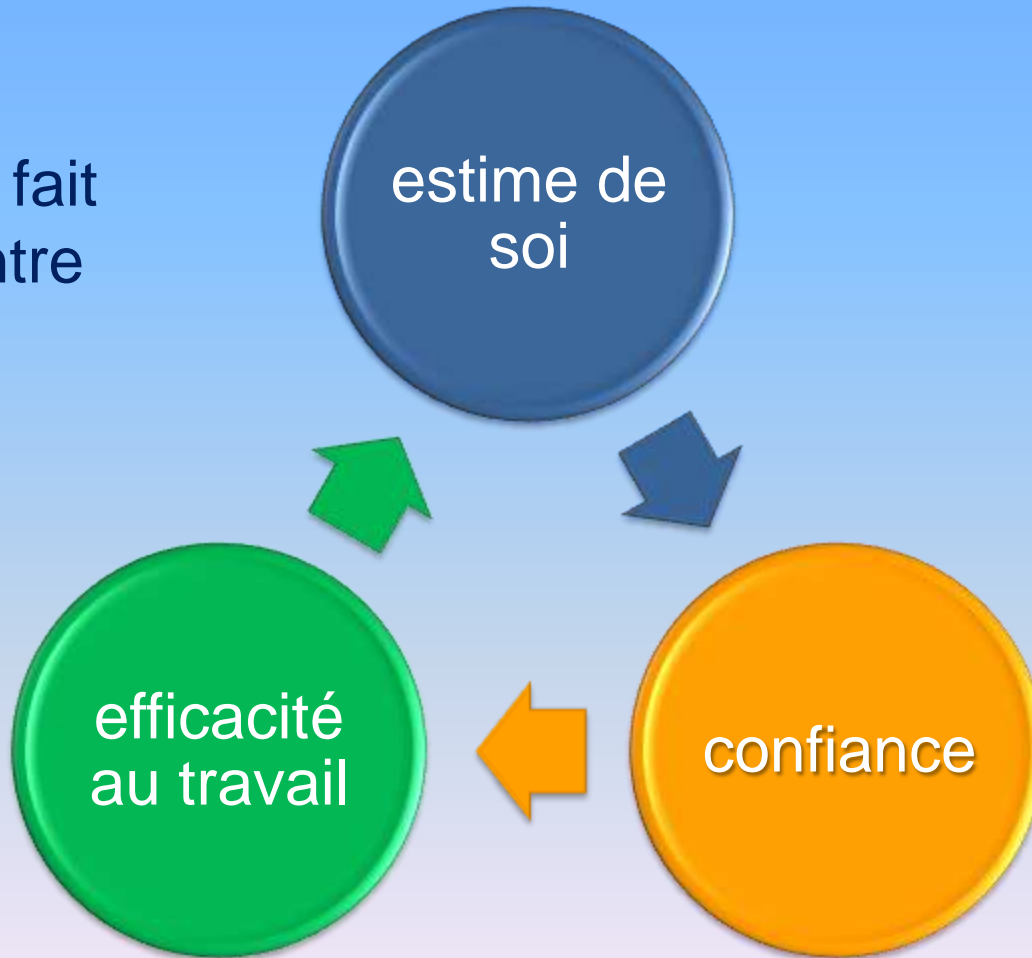 fait
estime de
soi
efficacité
au travail
confiance